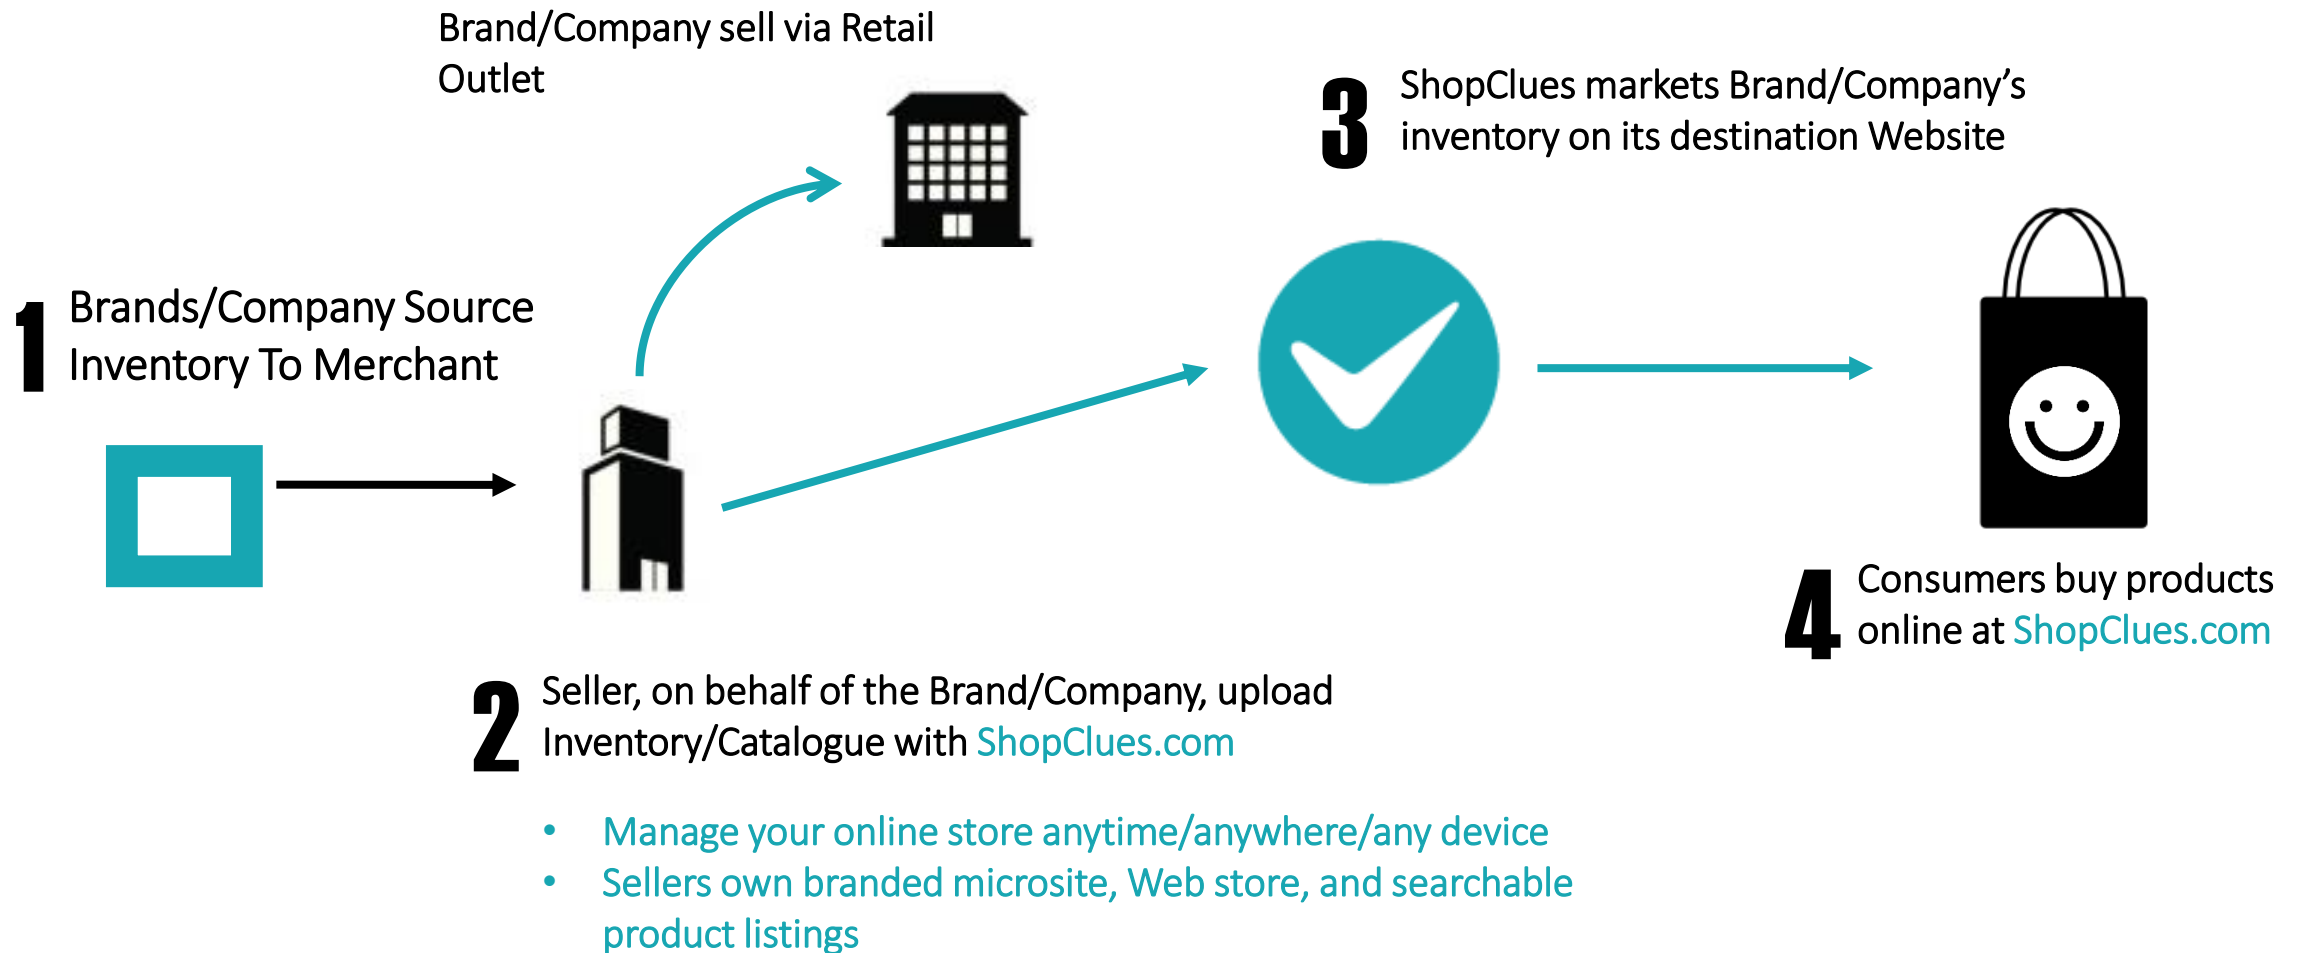 Brand/Company sell via Retail
Outlet
3 ShopClues markets Brand/Company’s
inventory on its destination Website
1 Brands/Company Source
Inventory To Merchant
4 Consumers buy products
online at ShopClues.com
2 Seller, on behalf of the Brand/Company, upload
Inventory/Catalogue with ShopClues.com
• Manage your online store anytime/anywhere/any device
• Sellers own branded microsite, Web store, and searchable
product listings